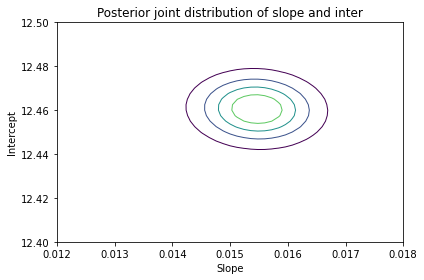 Posterior joint distribution of slope and inter
12.50
12.48
12.46
12.44
12.42
12.40
Intercept
0.012 0.013 0.014 0.015 0.016 0.017 0.018
Slope